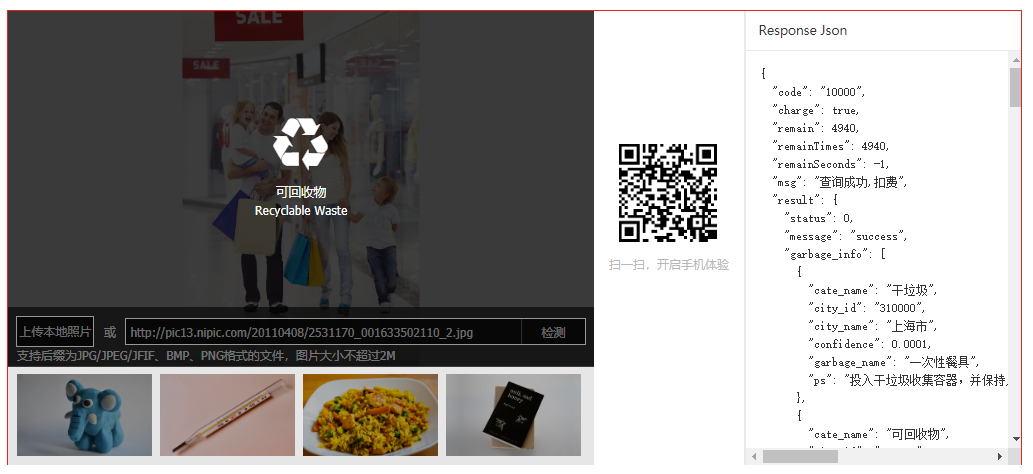 SALE
SALE
可回收物
Recyclable Waste
上传本地照片 或 http://pic13.nipic.com/20110408/2531170_001633502110_2.jpg 检测
支持后缀为JPG/JPEG/JFIF、BMP、PNG格式的文件，图片大小不超过2M
扫一扫，开启手机体验
Response Json
{
"code": "10000",
"charge": true,
"remain": 4940,
"remainTimes": 4940,
"remainSeconds": -1,
"msg": "查询成功,扣费",
"result": {
"status": 0,
"message": "success",
"garbage_info": [
{
"cate_name": "干垃圾",
"city_id": "310000",
"city_name": "上海市",
"confidence": 0.0001,
"garbage_name": "一次性餐具",
"ps": "投入干垃圾收集容器，并保持
},
{
"cate_name": "可回收物",